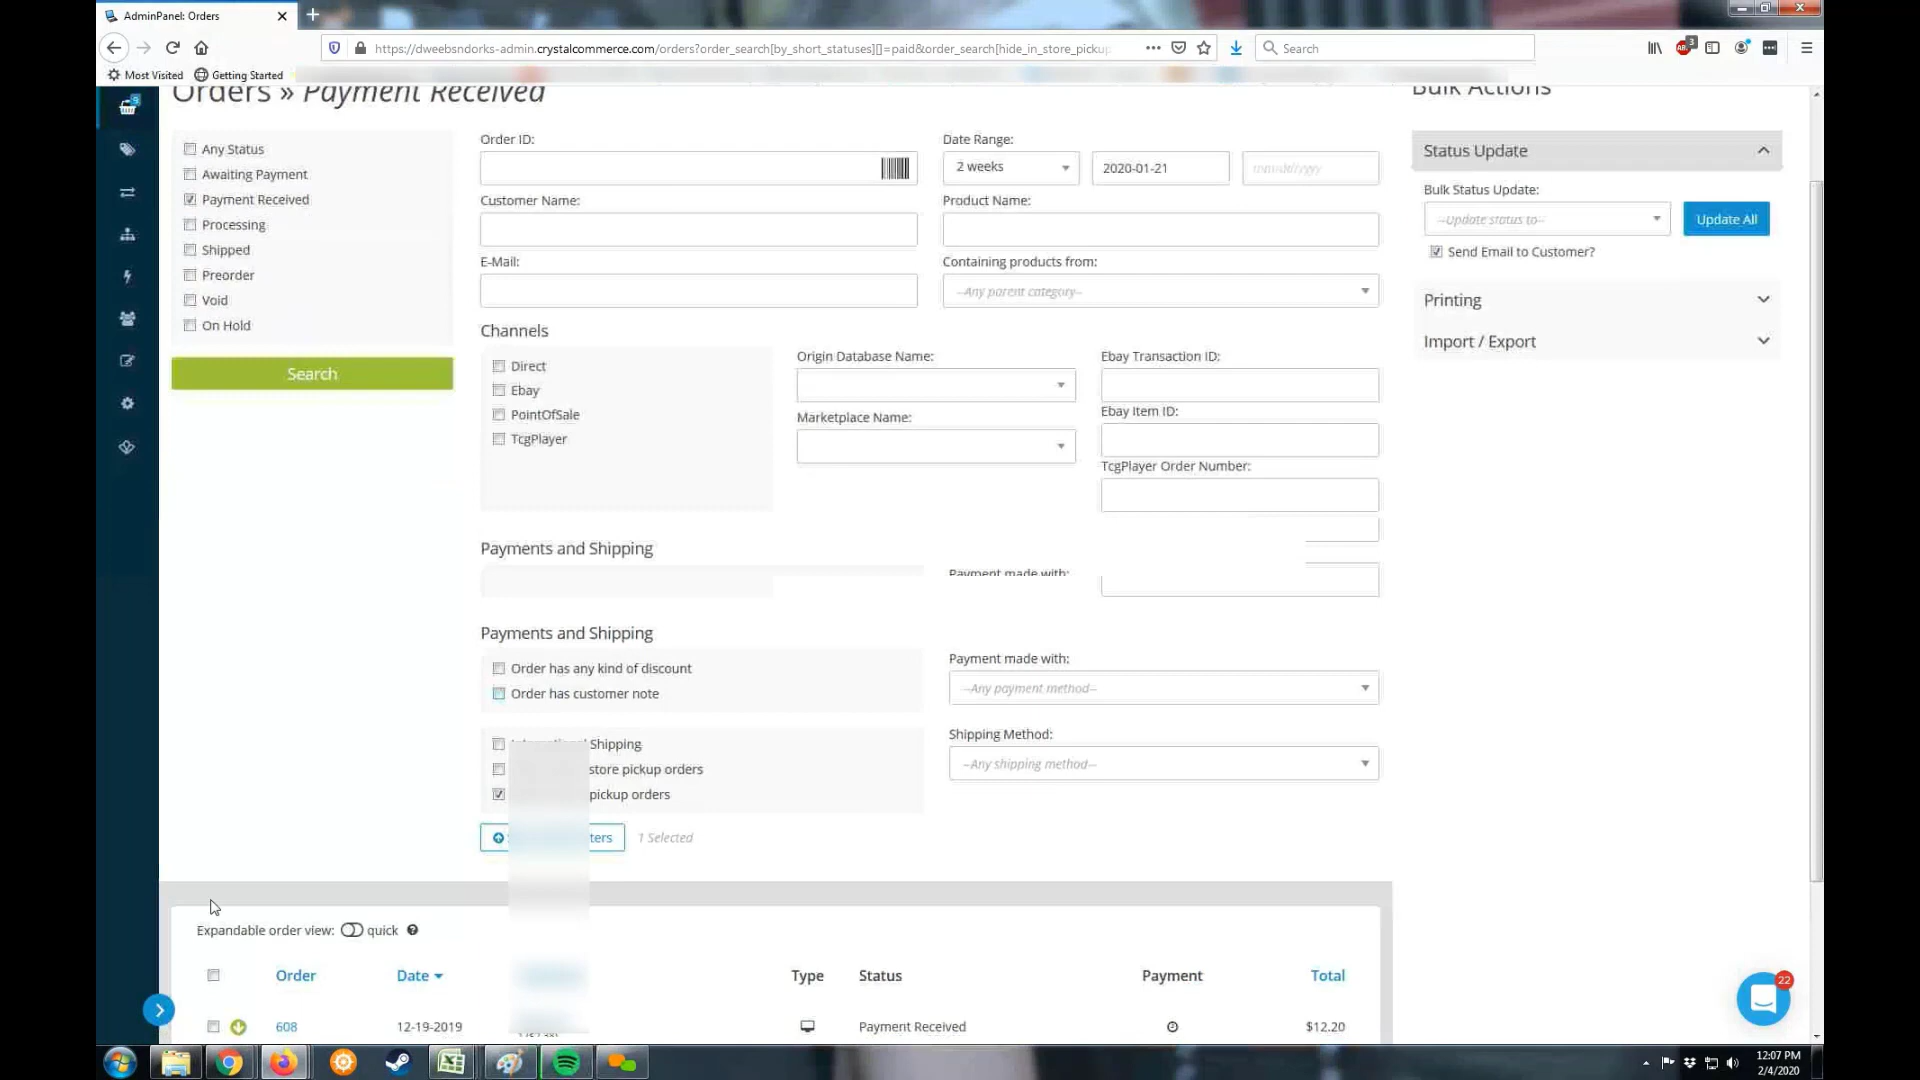 AdminPanel: Orders
https://dweebsndorks-admin.crystalcommerce.com/orders?order_search[by_short_statuses][]=paid&order_search[hide_in_store_pickup
Search
3
Most Visited
Getting Started
Orders » Payment Received
Bulk Actions
9
Any Status
Awaiting Payment
Payment Received
Processing
Shipped
Preorder
Void
On Hold
Search
Order ID:
Date Range:
2 weeks
2020-01-21
mm/dd/yyyy
Customer Name:
Product Name:
E-Mail:
Containing products from:
--Any parent category--
Status Update
Bulk Status Update:
--Update status to--
Update All
Send Email to Customer?
Printing
Import / Export
Channels
Direct
Ebay
PointOfSale
TcgPlayer
Origin Database Name:
Marketplace Name:
Ebay Transaction ID:
Ebay Item ID:
TcgPlayer Order Number:
Payments and Shipping
Payment made with:
Payments and Shipping
Order has any kind of discount
Order has customer note
Payment made with:
--Any payment method--
Shipping
store pickup orders
pickup orders
Shipping Method:
--Any shipping method--
ters
1 Selected
Expandable order view: quick
Order
Date
Type
Status
Payment
Total
608
12-19-2019
Payment Received
$12.20
22
12:07 PM
2/4/2020